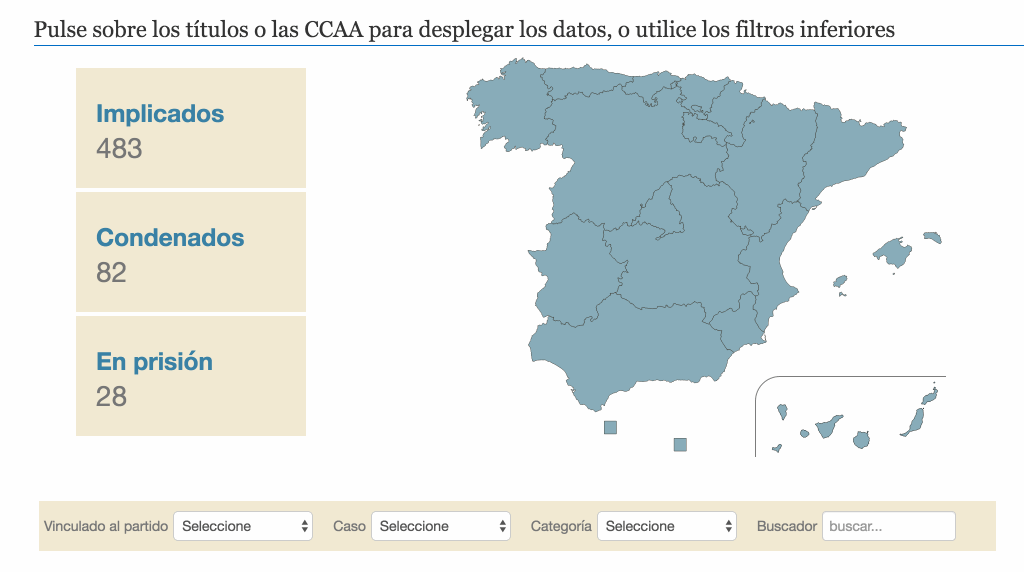 Pulse sobre los títulos o las CCAA para desplegar los datos, o utilice los filtros inferiores
Implicados
483
Condenados
82
En prisión
28
Vinculado al partido Seleccione Caso Seleccione Categoría Seleccione Buscador buscar...